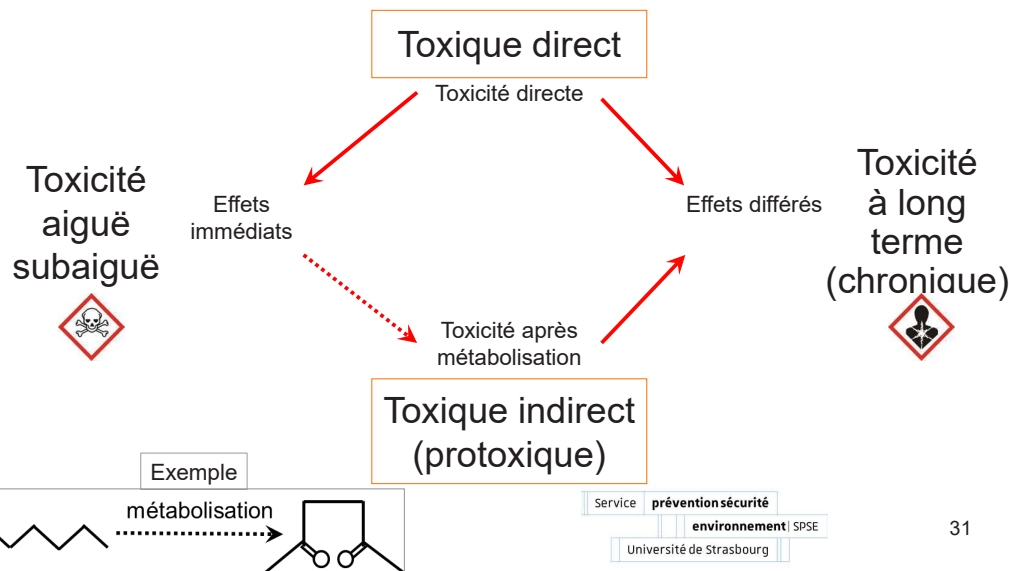 Toxique direct
Toxicité directe
Toxicité
aiguë
subaiguë
Effets
immédiats
Effets différés
Toxicité
à long
terme
(chronique)
Toxicité après
métabolisation
Toxique indirect
(protoxique)
Exemple
métabolisation
O O
Service prévention sécurité
environnement | SPSE
Université de Strasbourg
31